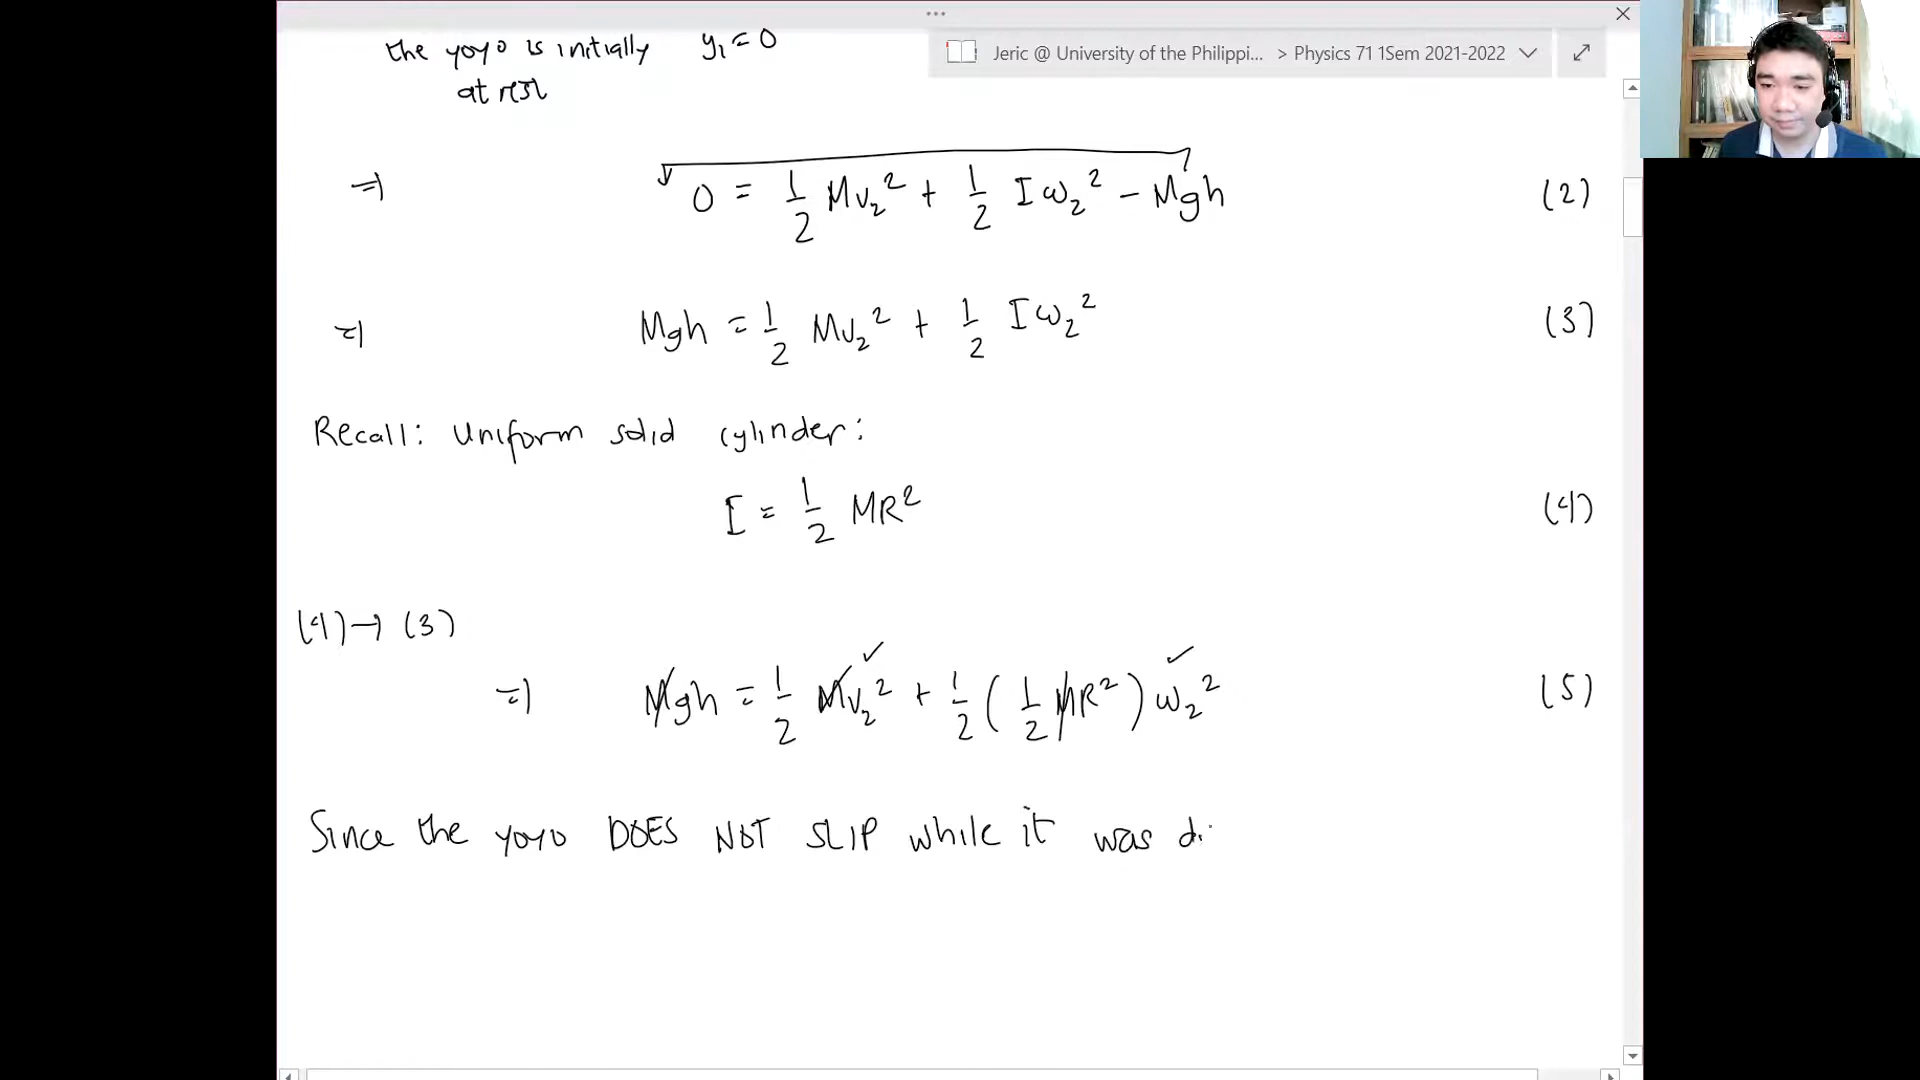 ...
the yoyo is initially y₁ = 0
Jeric @ University of the Philippi... > Physics 71 1Sem 2021-2022
at rest
⇒ 0 = 1/2 Mv₂² + 1/2 Iω₂² − Mgh (2)
⇒ Mgh = 1/2 Mv₂² + 1/2 Iω₂² (3)
Recall: Uniform solid cylinder:
I = 1/2 MR² (4)
(4) → (3)
⇒ Mgh = 1/2 Mv₂² + 1/2 (1/2 MR²) ω₂² (5)
Since the yoyo DOES NOT SLIP while it was d